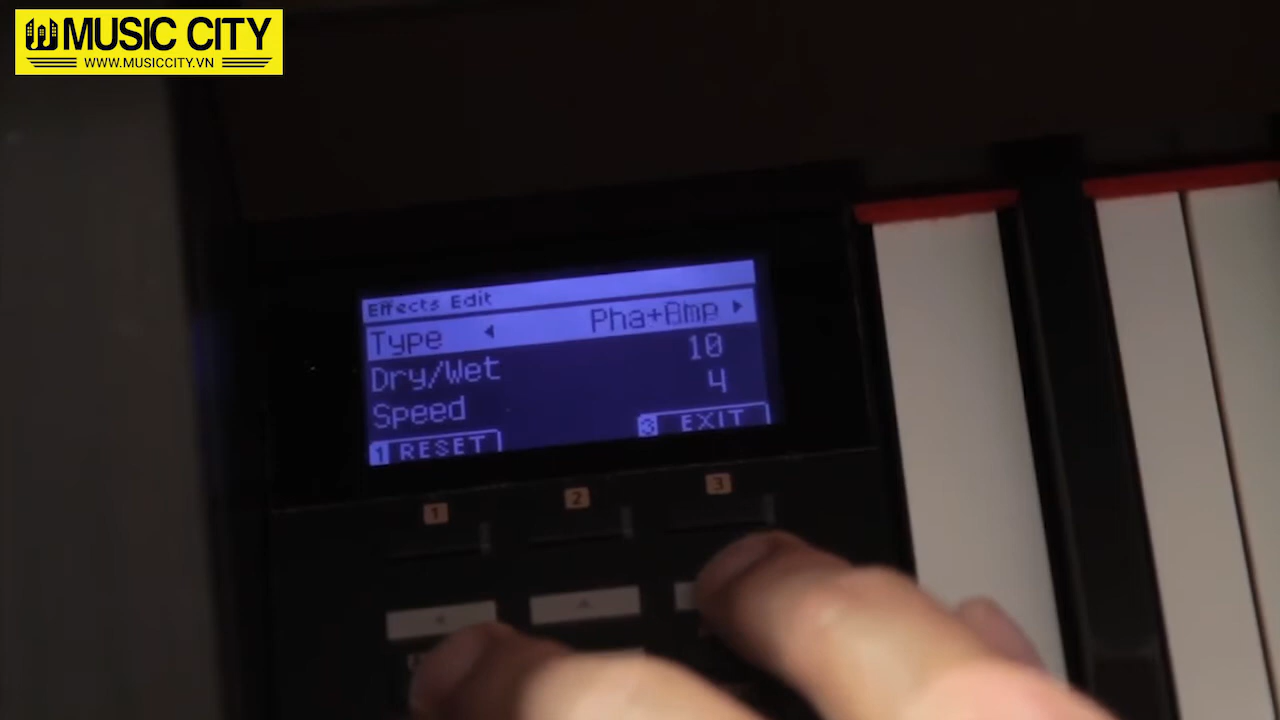 MUSIC CITY
WWW.MUSICCITY.VN
Effects Edit
Type Pha+Amp
Dry/Wet 10
Speed 4
1 RESET 3 EXIT
1 2 3